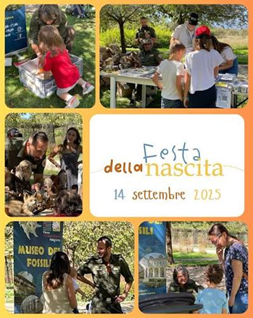 Festa
della nascita
14 settembre 2025
MUSEO DEI
FOSSILI